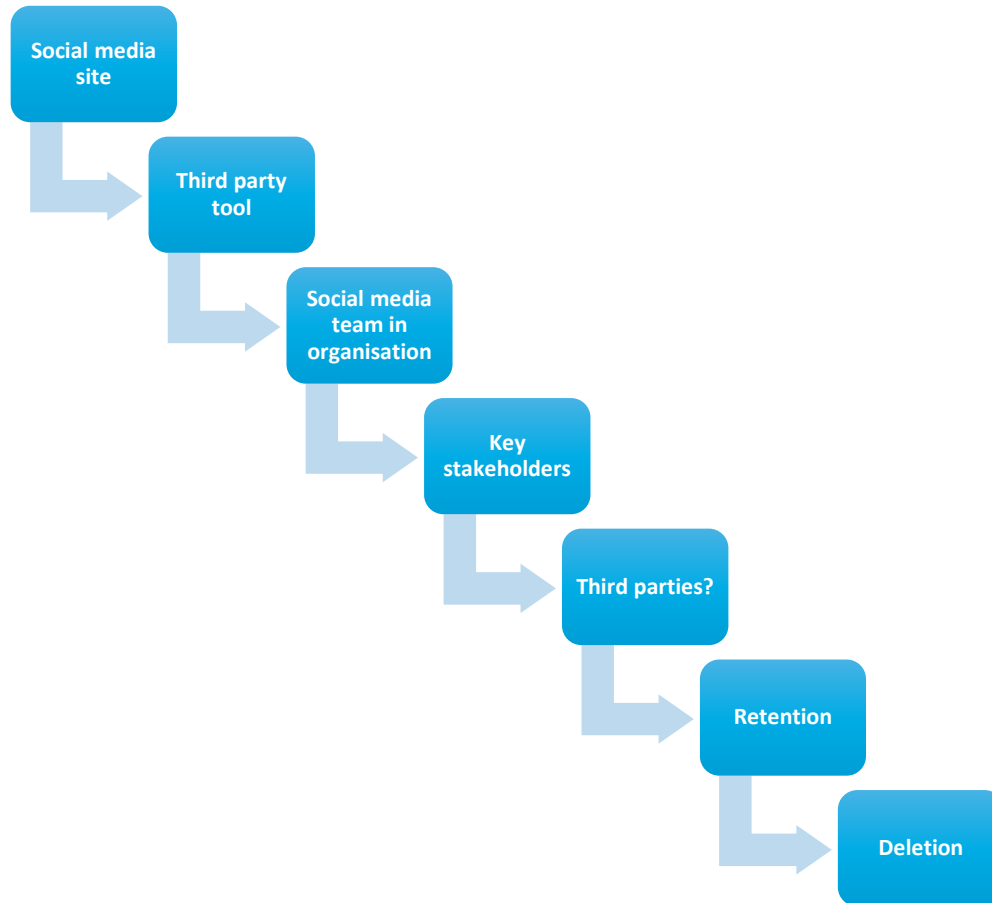 Social media
site
Third party
tool
Social media
team in
organisation
Key
stakeholders
Third parties?
Retention
Deletion